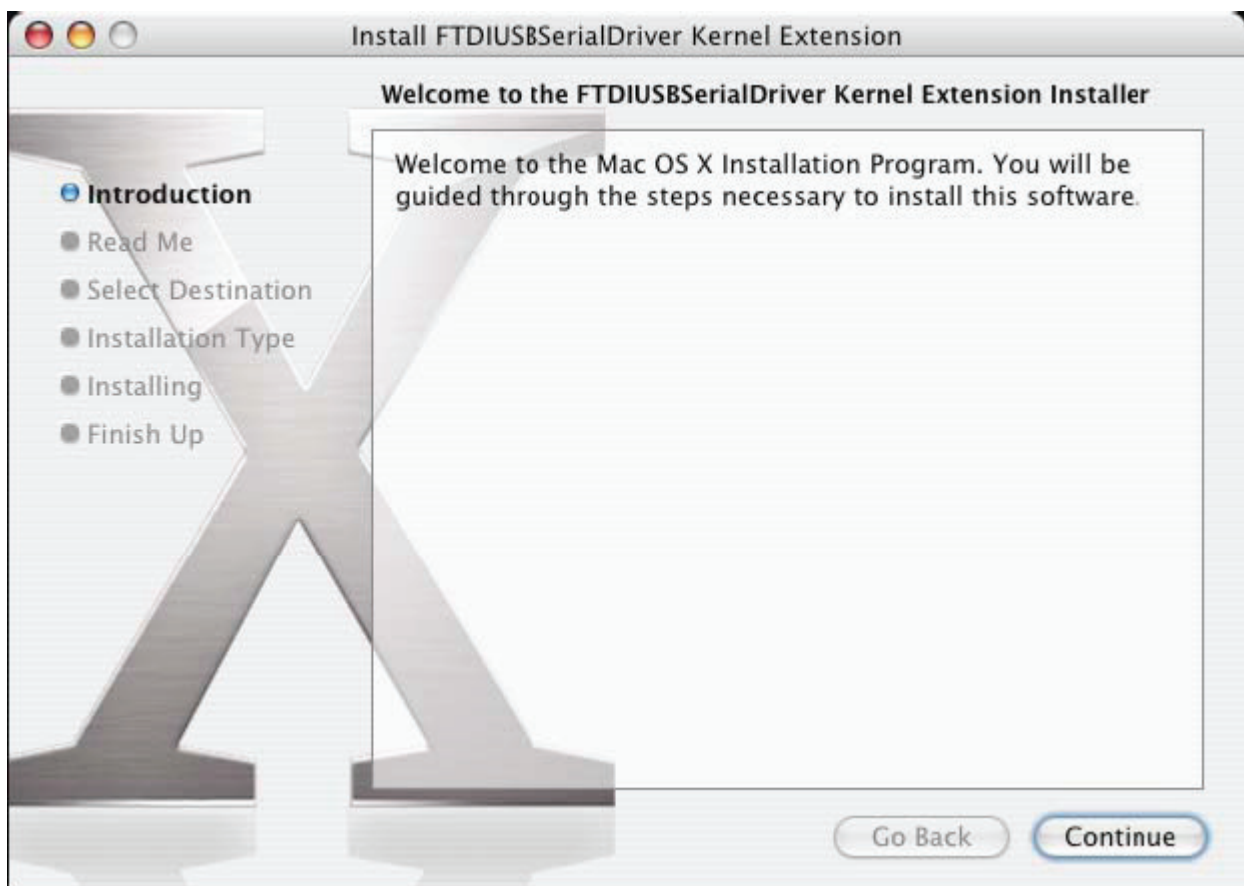 Install FTDIUSBSerialDriver Kernel Extension
Welcome to the FTDIUSBSerialDriver Kernel Extension Installer
Introduction
Read Me
Select Destination
Installation Type
Installing
Finish Up
Welcome to the Mac OS X Installation Program. You will be
guided through the steps necessary to install this software.
Go Back
Continue